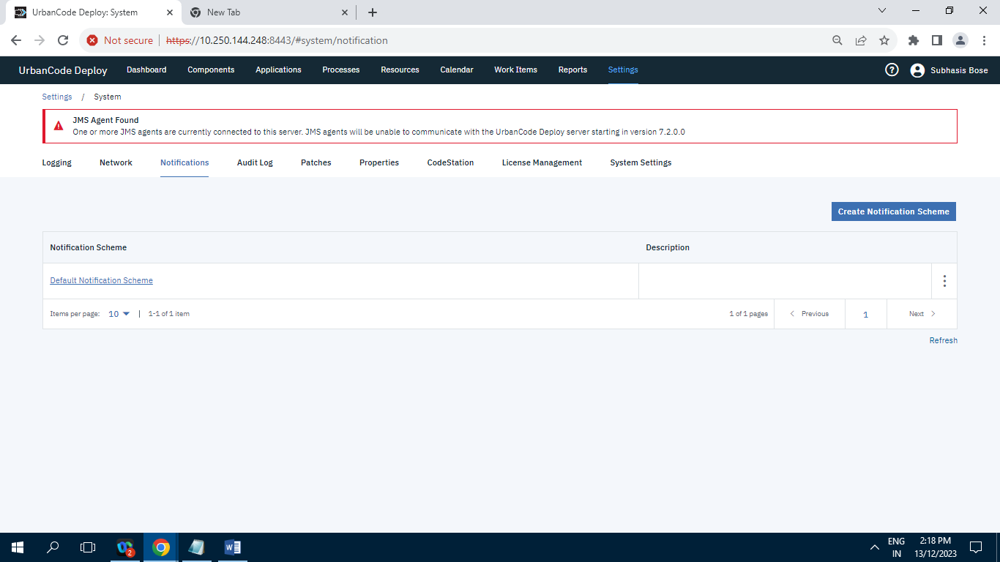 UrbanCode Deploy: System
New Tab
Not secure
https://10.250.144.248:8443/#system/notification
UrbanCode Deploy
Dashboard
Components
Applications
Processes
Resources
Calendar
Work Items
Reports
Settings
Subhasis Bose
Settings / System
JMS Agent Found
One or more JMS agents are currently connected to this server. JMS agents will be unable to communicate with the UrbanCode Deploy server starting in version 7.2.0.0
Logging
Network
Notifications
Audit Log
Patches
Properties
CodeStation
License Management
System Settings
Create Notification Scheme
Notification Scheme
Description
Default Notification Scheme
Items per page: 10 | 1-1 of 1 item
1 of 1 pages
Previous
1
Next
Refresh
2
ENG
IN
2:18 PM
13/12/2023